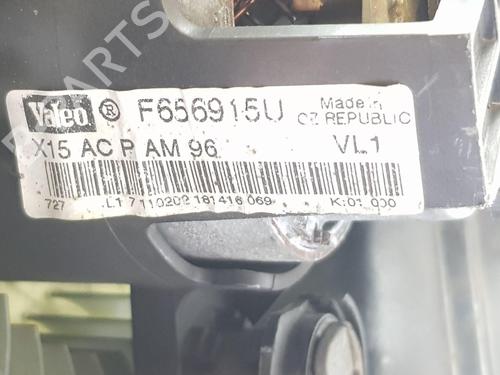 PARTS
Valeo ® F656915U Made in
CZ REPUBLIC
X15 AC P AM 96 VL1
727 L1 7 110202 181416 069 K:01.000